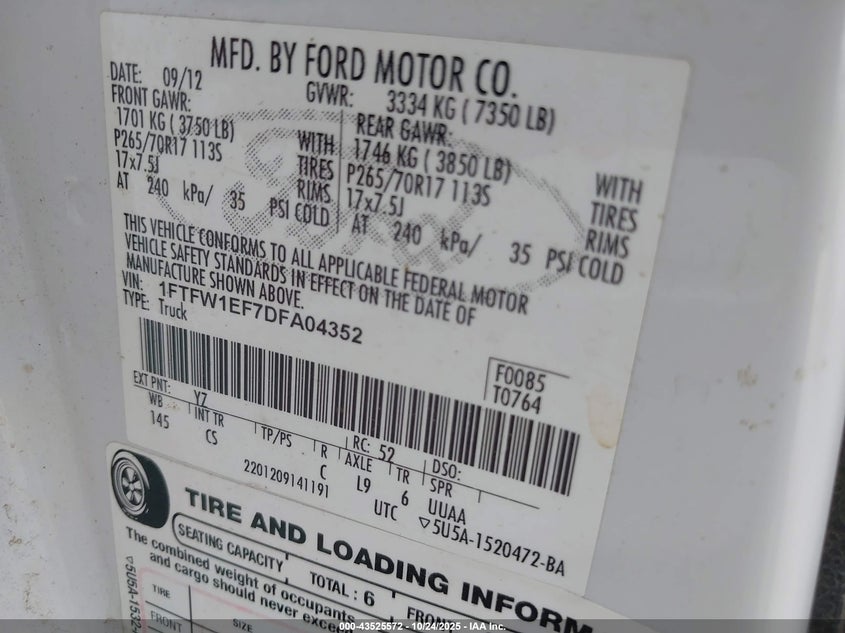 MFD. BY FORD MOTOR CO.
DATE: 09/12
GVWR: 3334 KG ( 7350 LB)
FRONT GAWR:
1701 KG ( 3750 LB)
P265/70R17 113S
17x7.5J
AT 240 kPa/ 35 PSI COLD
WITH
TIRES
RIMS
REAR GAWR:
1746 KG ( 3850 LB)
P265/70R17 113S
17x7.5J
AT 240 kPa/ 35 PSI COLD
WITH
TIRES
RIMS
THIS VEHICLE CONFORMS TO ALL APPLICABLE FEDERAL MOTOR
VEHICLE SAFETY STANDARDS IN EFFECT ON THE DATE OF
MANUFACTURE SHOWN ABOVE.
VIN: 1FTFW1EF7DFA04352
TYPE: Truck
F0085
T0764
EXT PNT: YZ RC: 52 DSO:
WB INT TR TP/PS R AXLE TR SPR
145 CS C L9 6 UUAA
2201209141191 UTC ▽5U5A-1520472-BA
TIRE AND LOADING INFORM
SEATING CAPACITY TOTAL : 6 FRONT
The combined weight of occupants
and cargo should never exceed
TIRE SIZE
FRONT
000-43525572 - 10/24/2025 - IAA Inc.